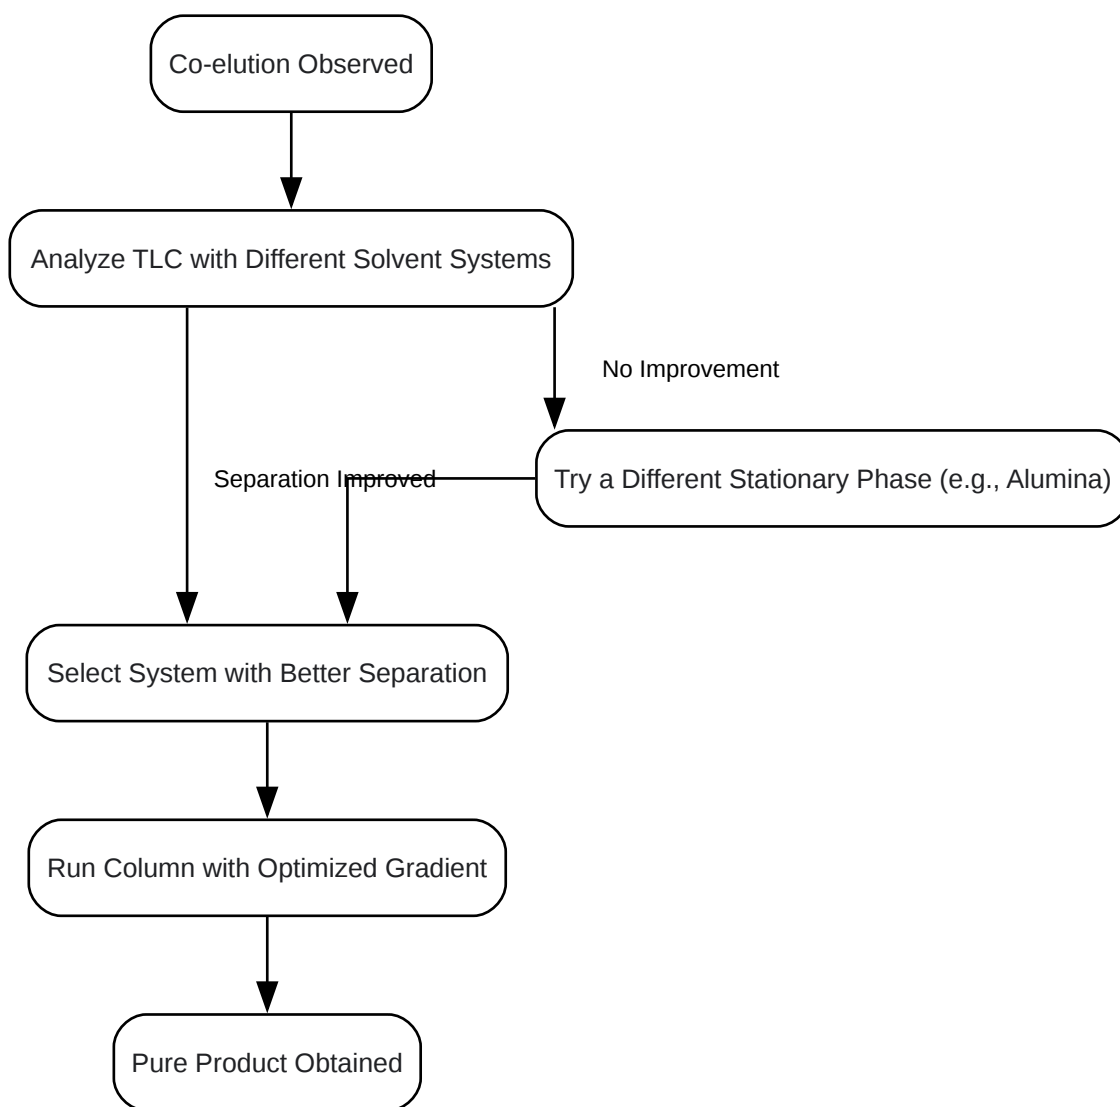 Co-elution Observed
Analyze TLC with Different Solvent Systems
No Improvement
Separation Improved
Try a Different Stationary Phase (e.g., Alumina)
Select System with Better Separation
Run Column with Optimized Gradient
Pure Product Obtained